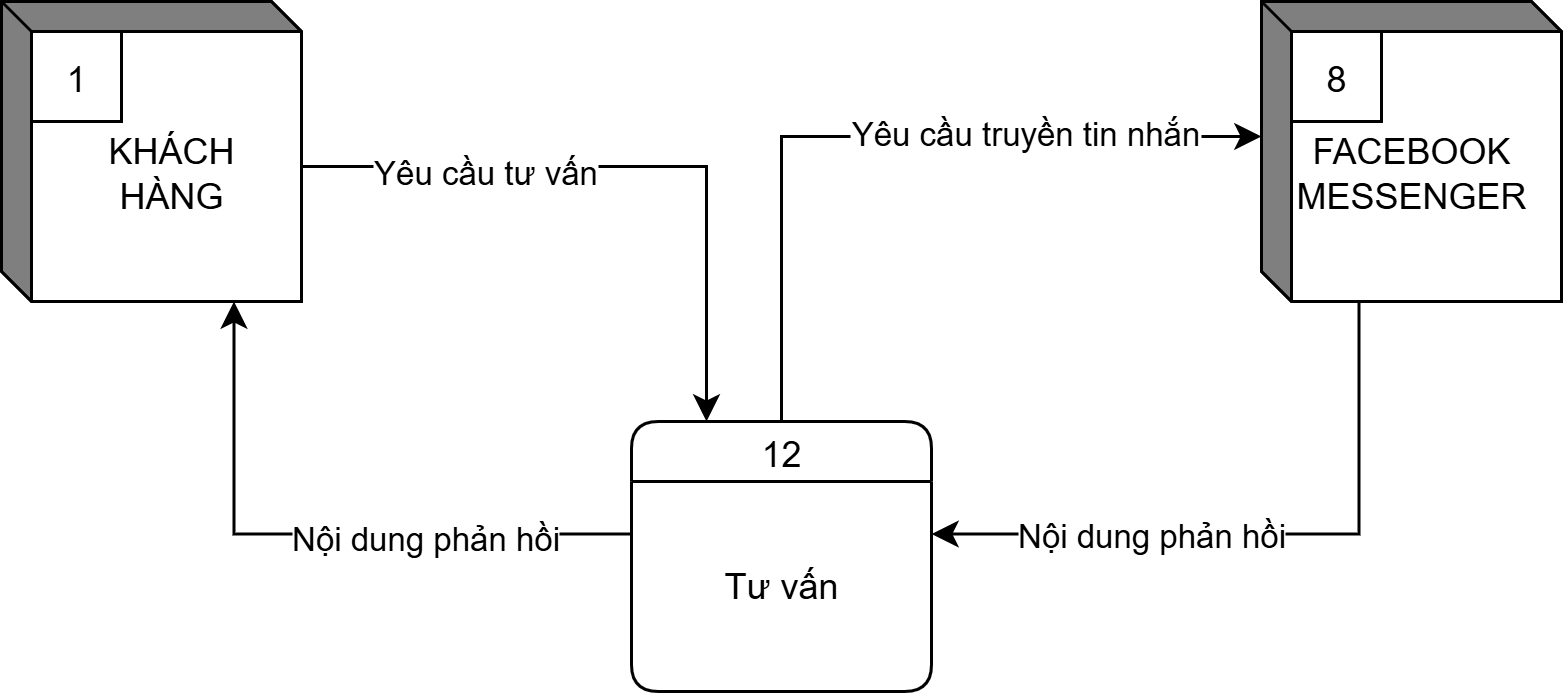 1
KHÁCH
HÀNG
Yêu cầu tư vấn
Yêu cầu truyền tin nhắn
8
FACEBOOK
MESSENGER
12
Tư vấn
Nội dung phản hồi
Nội dung phản hồi